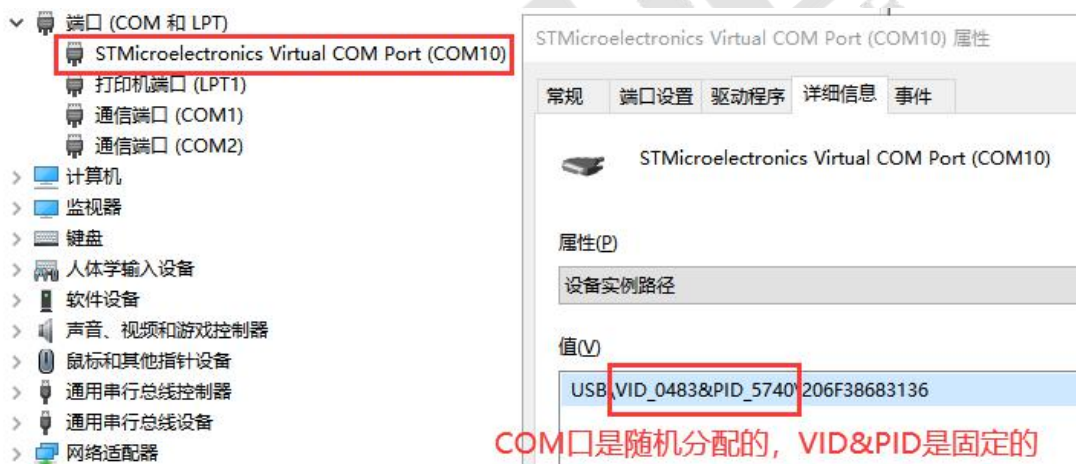 端口 (COM 和 LPT)
STMicroelectronics Virtual COM Port (COM10)
打印机端口 (LPT1)
通信端口 (COM1)
通信端口 (COM2)
计算机
监视器
键盘
人体学输入设备
软件设备
声音、视频和游戏控制器
鼠标和其他指针设备
通用串行总线控制器
通用串行总线设备
网络适配器
STMicroelectronics Virtual COM Port (COM10) 属性
常规 端口设置 驱动程序 详细信息 事件
STMicroelectronics Virtual COM Port (COM10)
属性(P)
设备实例路径
值(V)
USB\VID_0483&PID_5740\206F38683136
COM口是随机分配的，VID&PID是固定的